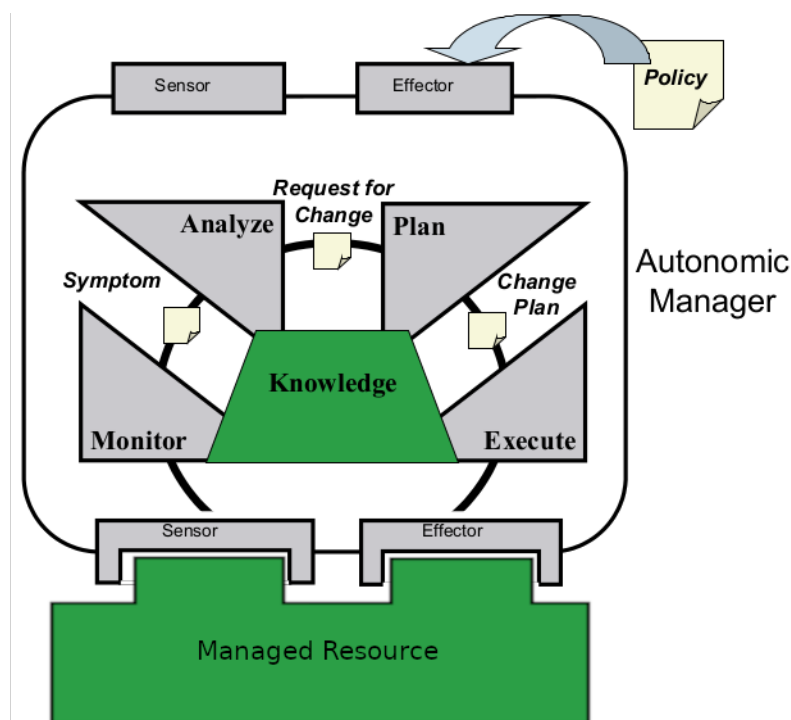 Sensor
Effector
Policy
Request for
Change
Analyze
Plan
Autonomic
Manager
Symptom
Change
Plan
Knowledge
Monitor
Execute
Sensor
Effector
Managed Resource